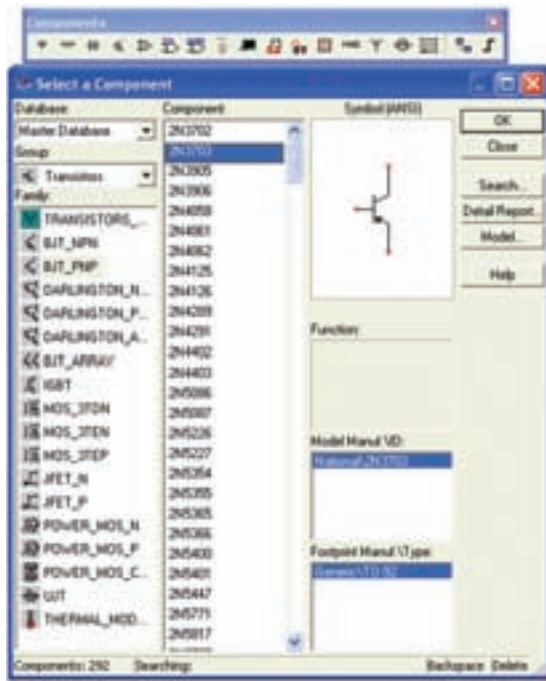 Components
Select a Component
Database:
Master Database
Group:
Transistors
Family:
TRANSISTORS_...
BJT_NPN
BJT_PNP
DARLINGTON_N...
DARLINGTON_P...
DARLINGTON_A...
BJT_ARRAY
IGBT
MOS_3TDN
MOS_3TEN
MOS_3TEP
JFET_N
JFET_P
POWER_MOS_N
POWER_MOS_P
POWER_MOS_C...
UJT
THERMAL_MOD...
Component:
2N3702
2N3703
2N3905
2N3906
2N4058
2N4061
2N4062
2N4125
2N4126
2N4289
2N4291
2N4402
2N4403
2N5086
2N5087
2N5226
2N5227
2N5354
2N5355
2N5365
2N5366
2N5400
2N5401
2N5447
2N5771
2N5817
Symbol (ANSI)
Function:
Model Manuf.\ID:
National\2N3703
Footprint Manuf.\Type:
Generic\TO-92
OK
Close
Search...
Detail Report...
Model...
Help
Components: 292
Searching:
Backspace
Delete